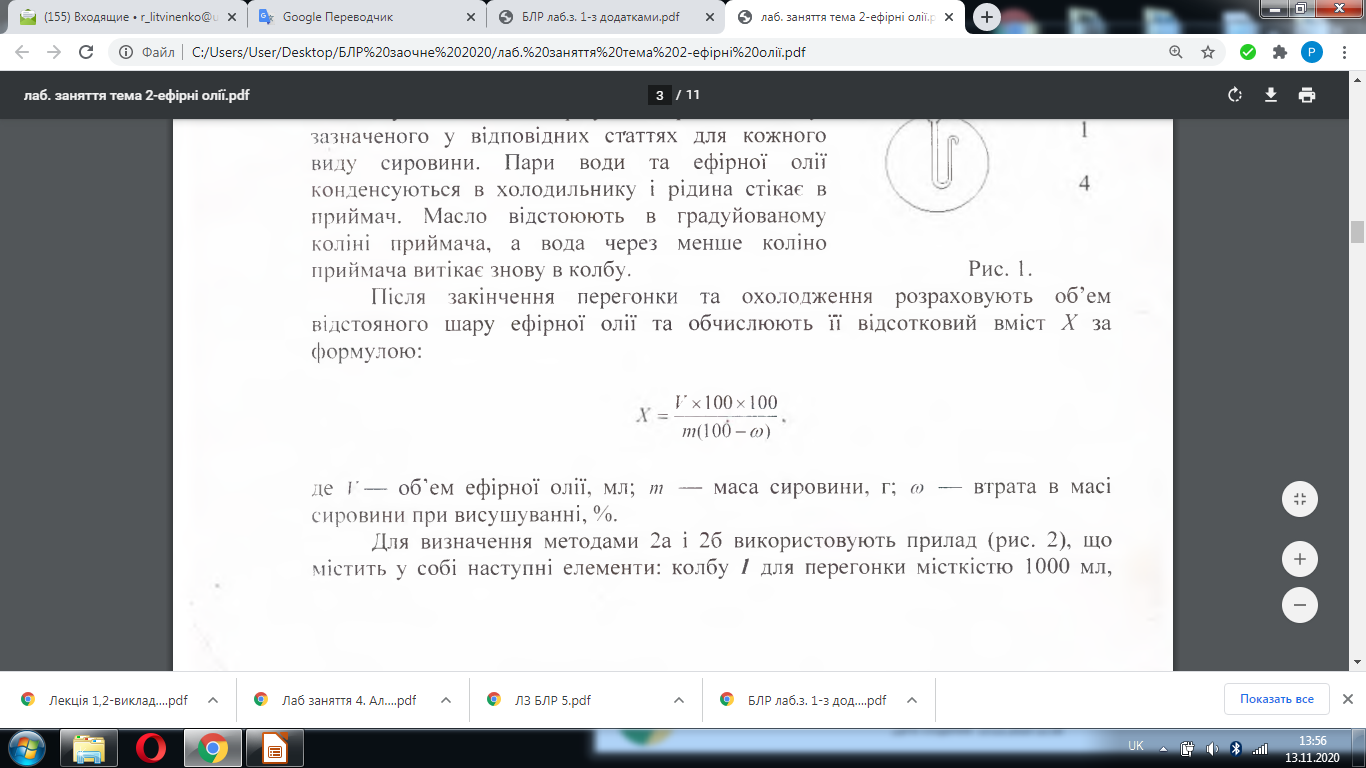 (155) Входящие • r_litvinenko@u
Google Переводчик
БЛР лаб.з. 1-з додатками.pdf
лаб. заняття тема 2-ефірні олії.p
Файл
C:/Users/User/Desktop/БЛР%20заочне%202020/лаб.%20заняття%20тема%202-ефірні%20олії.pdf
Р
лаб. заняття тема 2-ефірні олії.pdf
3 / 11
зазначеного у відповідних статтях для кожного
виду сировини. Пари води та ефірної олії
конденсуються в холодильнику і рідина стікає в
приймач. Масло відстоюють в градуйованому
коліні приймача, а вода через менше коліно
приймача витікає знову в колбу.
1
4
Рис. 1.
Після закінчення перегонки та охолодження розраховують об’єм
відстояного шару ефірної олії та обчислюють її відсотковий вміст X за
формулою:
X = V × 100 × 100 / m(100 – ω) ,
де V — об’єм ефірної олії, мл; m — маса сировини, г; ω — втрата в масі
сировини при висушуванні, %.
Для визначення методами 2а і 2б використовують прилад (рис. 2), що
містить у собі наступні елементи: колбу 1 для перегонки місткістю 1000 мл,
Лекція 1,2-виклад....pdf
Лаб заняття 4. Ал....pdf
ЛЗ БЛР 5.pdf
БЛР лаб.з. 1-з дод....pdf
Показать все
UK
13:56
13.11.2020